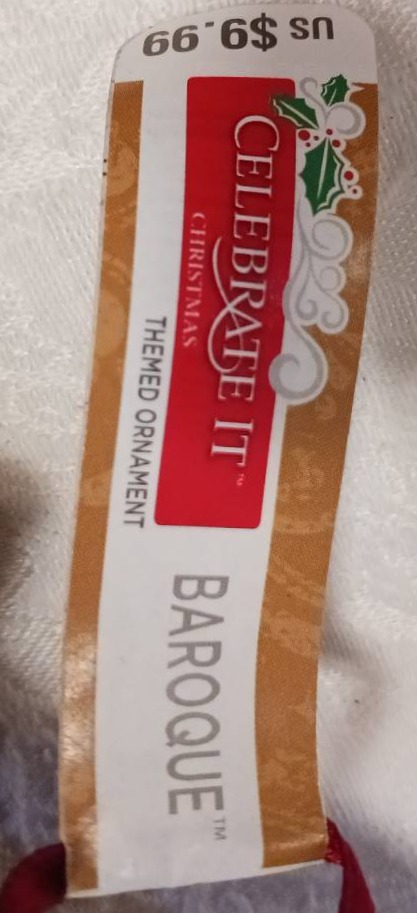 US $9.99
CELEBRATE IT™
CHRISTMAS
THEMED ORNAMENT
BAROQUE™